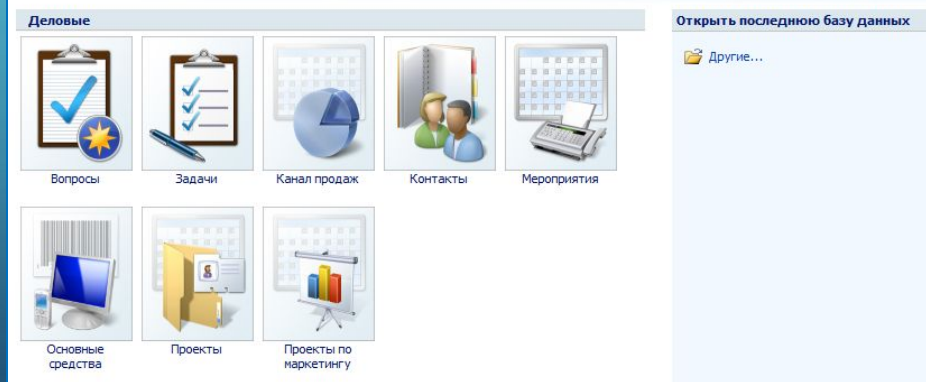 Деловые
Открыть последнюю базу данных
Другие...
Вопросы
Задачи
Канал продаж
Контакты
Мероприятия
Основные
средства
Проекты
Проекты по
маркетингу